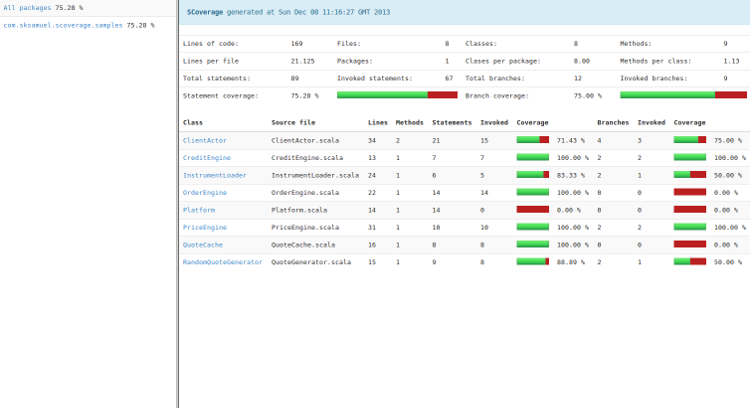 All packages 75.28 %
com.sksamuel.scoverage.samples 75.28 %
SCoverage generated at Sun Dec 08 11:16:27 GMT 2013
Lines of code: 169 Files: 8 Classes: 8 Methods: 9
Lines per file 21.125 Packages: 1 Clases per package: 8.00 Methods per class: 1.13
Total statements: 89 Invoked statements: 67 Total branches: 12 Invoked branches: 9
Statement coverage: 75.28 % Branch coverage: 75.00 %
Class Source file Lines Methods Statements Invoked Coverage Branches Invoked Coverage
ClientActor ClientActor.scala 34 2 21 15 71.43 % 4 3 75.00 %
CreditEngine CreditEngine.scala 13 1 7 7 100.00 % 2 2 100.00 %
InstrumentLoader InstrumentLoader.scala 24 1 6 5 83.33 % 2 1 50.00 %
OrderEngine OrderEngine.scala 22 1 14 14 100.00 % 0 0 0.00 %
Platform Platform.scala 14 1 14 0 0.00 % 0 0 0.00 %
PriceEngine PriceEngine.scala 31 1 10 10 100.00 % 2 2 100.00 %
QuoteCache QuoteCache.scala 16 1 8 8 100.00 % 0 0 0.00 %
RandomQuoteGenerator QuoteGenerator.scala 15 1 9 8 88.89 % 2 1 50.00 %